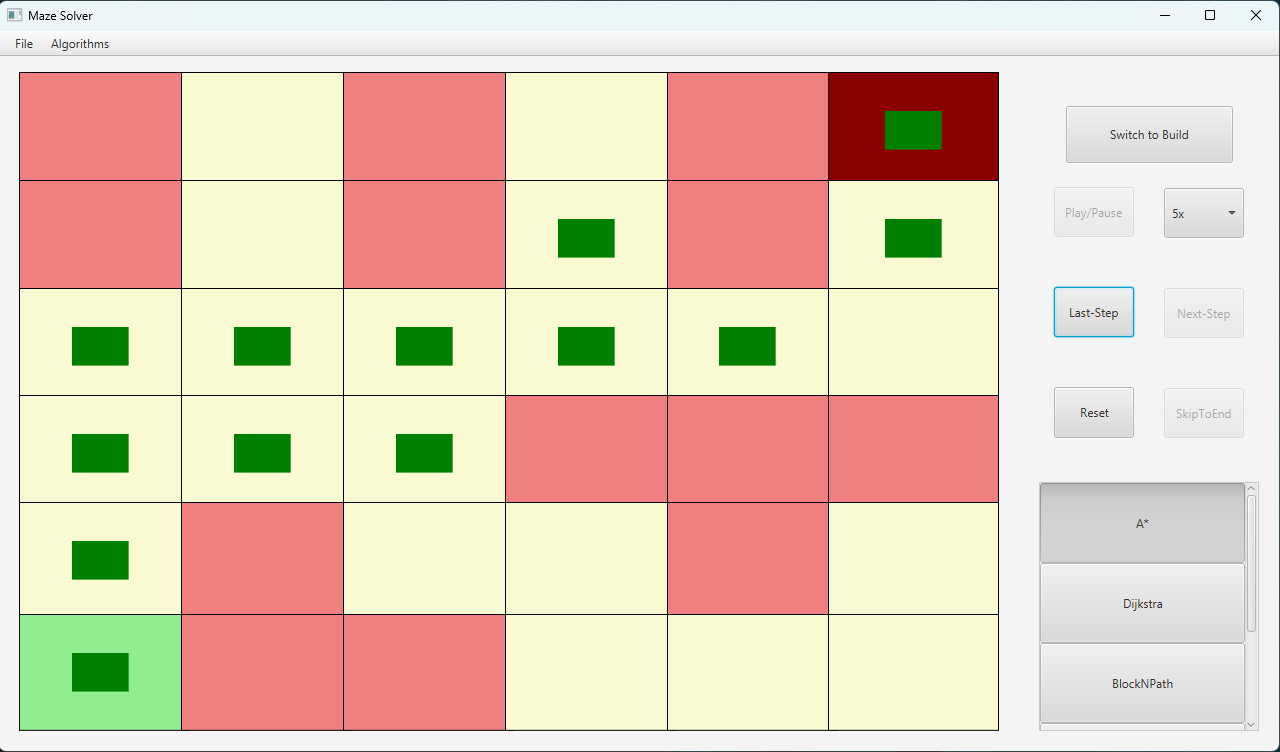 Maze Solver
File Algorithms
Switch to Build
Play/Pause 5x
Last-Step Next-Step
Reset SkipToEnd
A*
Dijkstra
BlockNPath